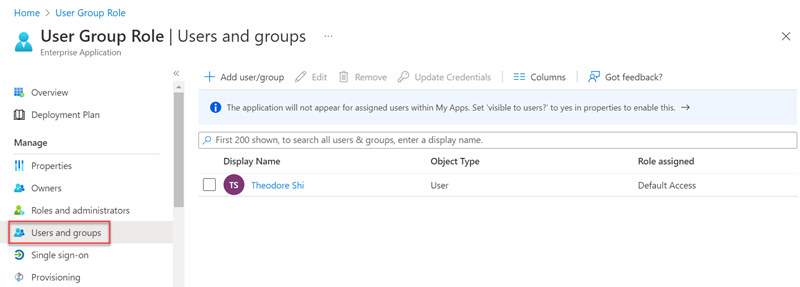 Home > User Group Role
User Group Role | Users and groups ...
Enterprise Application
«
Overview
Deployment Plan
Manage
Properties
Owners
Roles and administrators
Users and groups
Single sign-on
Provisioning
Add user/group Edit Remove Update Credentials Columns Got feedback?
The application will not appear for assigned users within My Apps. Set 'visible to users?' to yes in properties to enable this. →
First 200 shown, to search all users & groups, enter a display name.
Display Name Object Type Role assigned
TS Theodore Shi User Default Access